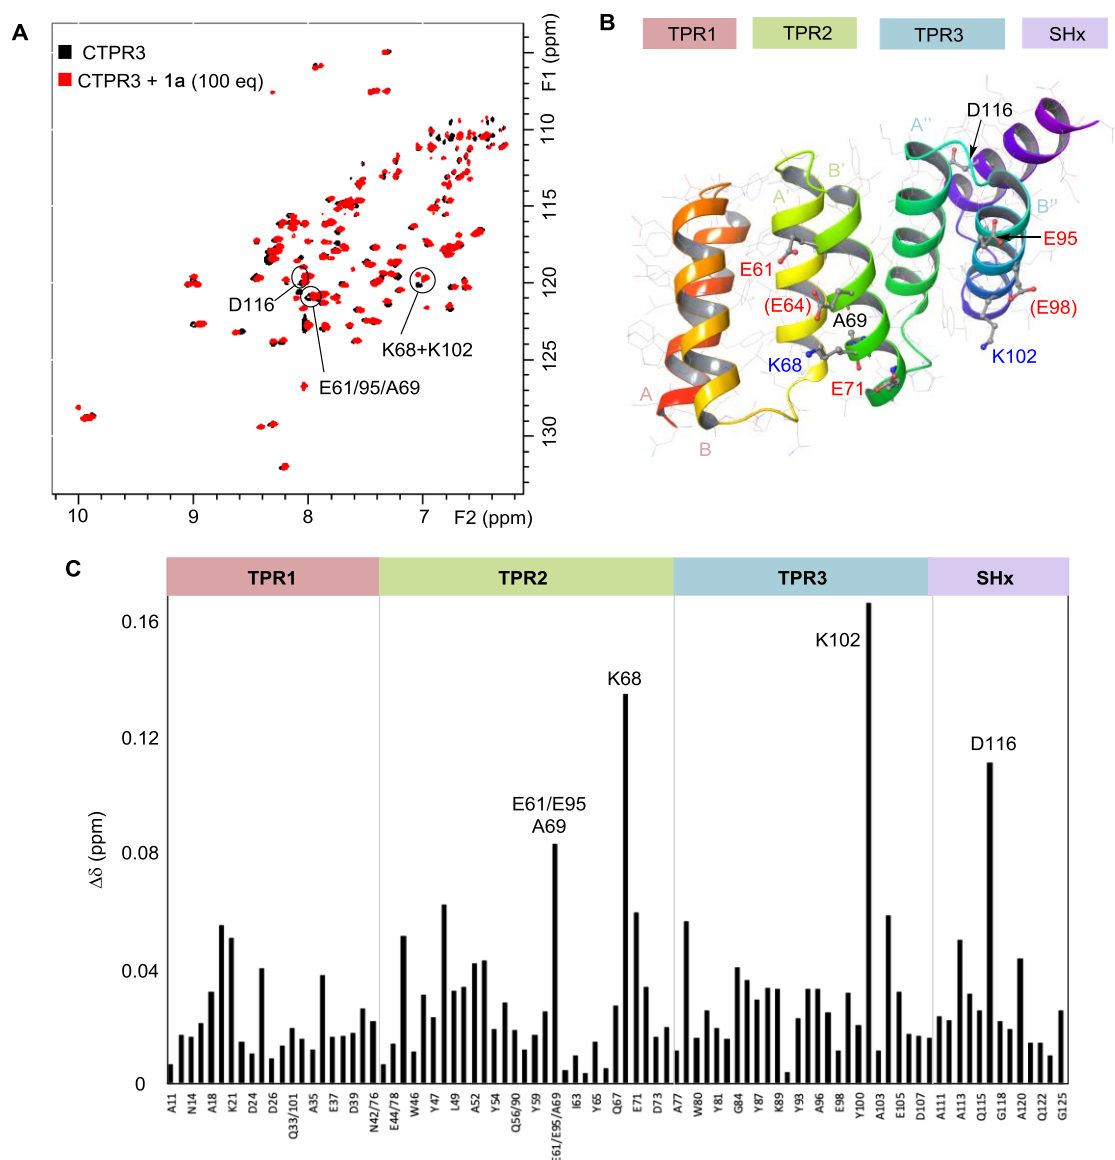 A
CTPR3
CTPR3 + 1a (100 eq)
110
115
120
125
130
F1 (ppm)
D116
K68+K102
E61/95/A69
10
9
8
7
F2 (ppm)
B
TPR1
TPR2
TPR3
SHx
D116
A''
B'
A'
B''
E95
E61
(E64)
A69
(E98)
K68
K102
E71
A
B
C
TPR1
TPR2
TPR3
SHx
0.16
0.12
0.08
0.04
0
Δδ (ppm)
K102
K68
D116
E61/E95
A69
A11
N14
A18
K21
D24
D26
Q33/101
A35
E37
D39
N42/76
E44/78
W46
Y47
L49
A52
Y54
Q56/90
Y59
E61/E95/A69
I63
Y65
Q67
E71
D73
A77
W80
Y81
G84
Y87
K89
Y93
A96
E98
Y100
A103
E105
D107
A111
A113
Q115
G118
A120
Q122
G125